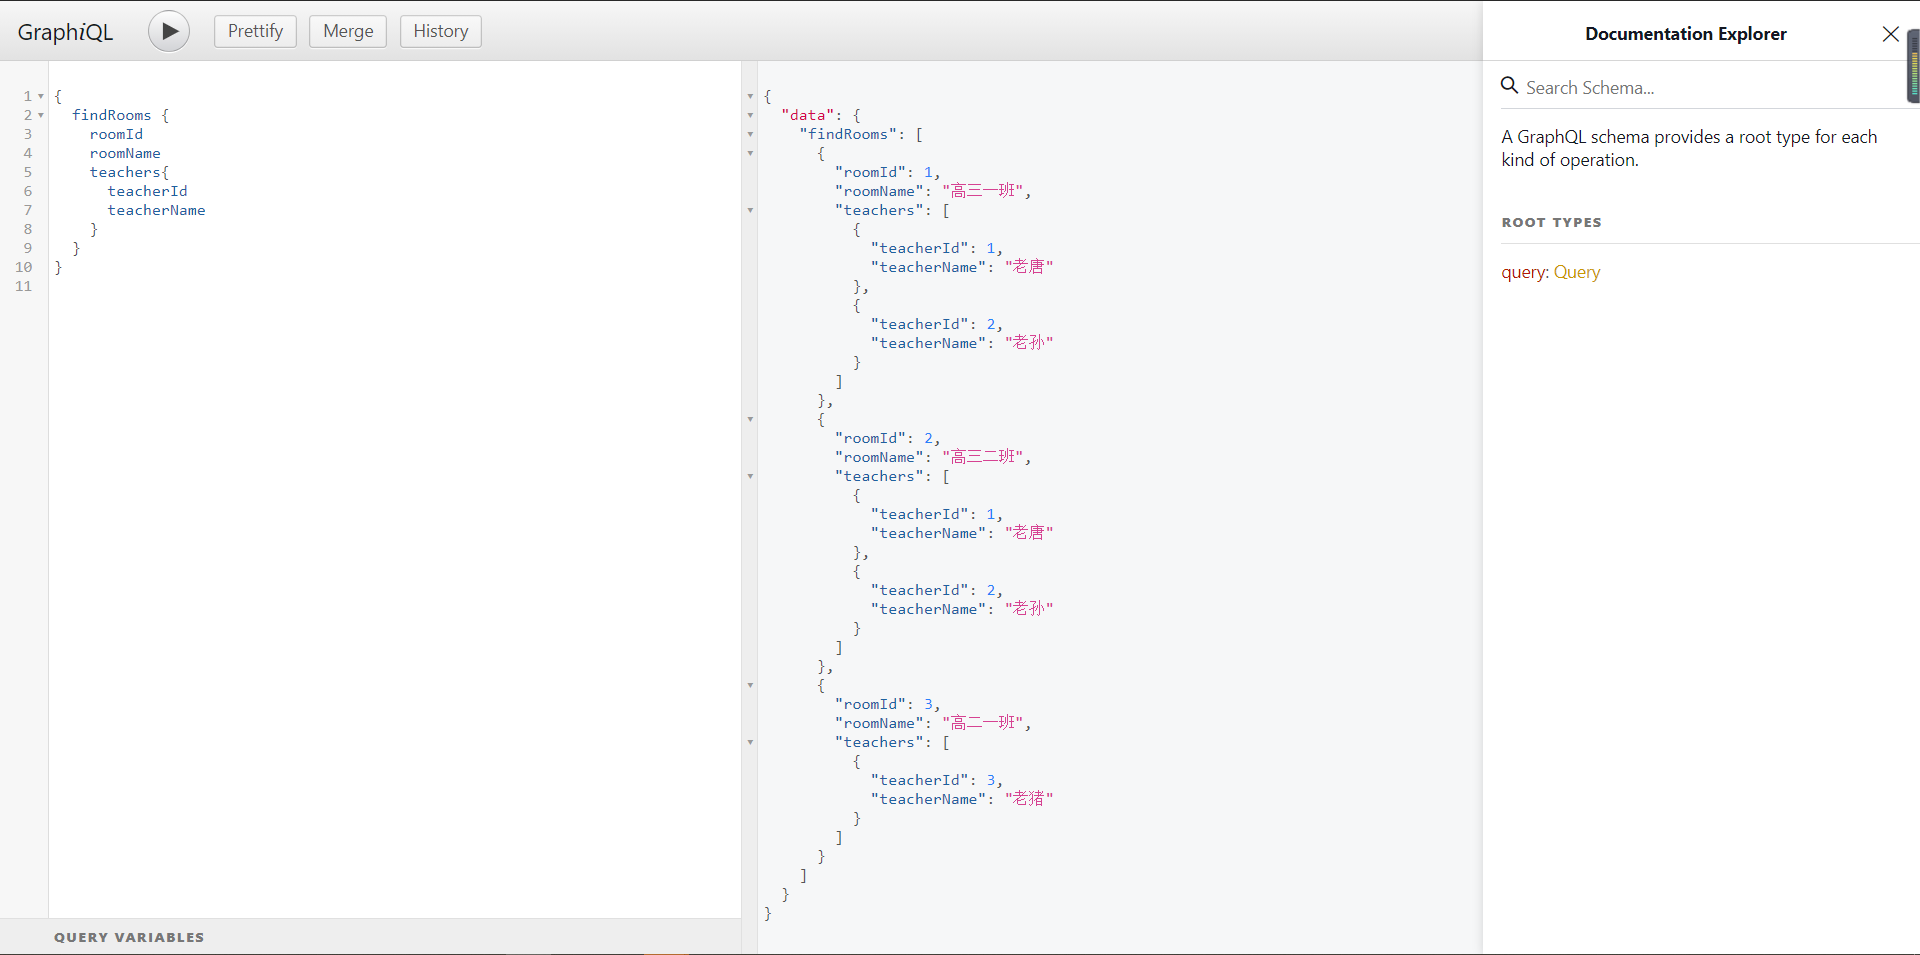 GraphiQL
Prettify
Merge
History
1 {
2 findRooms {
3 roomId
4 roomName
5 teachers{
6 teacherId
7 teacherName
8 }
9 }
10 }
11
QUERY VARIABLES
{
"data": {
"findRooms": [
{
"roomId": 1,
"roomName": "高三一班",
"teachers": [
{
"teacherId": 1,
"teacherName": "老唐"
},
{
"teacherId": 2,
"teacherName": "老孙"
}
]
},
{
"roomId": 2,
"roomName": "高三二班",
"teachers": [
{
"teacherId": 1,
"teacherName": "老唐"
},
{
"teacherId": 2,
"teacherName": "老孙"
}
]
},
{
"roomId": 3,
"roomName": "高二一班",
"teachers": [
{
"teacherId": 3,
"teacherName": "老猪"
}
]
}
]
}
}
Documentation Explorer
Search Schema...
A GraphQL schema provides a root type for each
kind of operation.
ROOT TYPES
query: Query